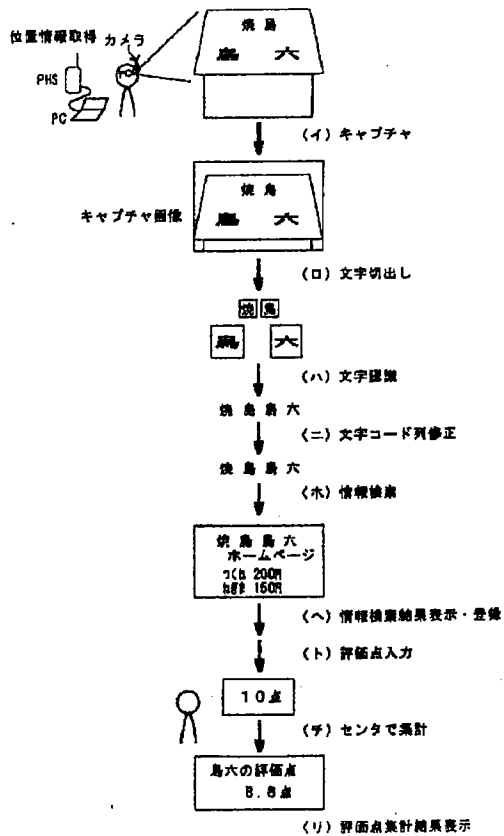 位置情報取得 カメラ
PHS
PC
焼鳥
鳥 六
(イ) キャプチャ
キャプチャ画像
焼鳥
鳥 六
(ロ) 文字切出し
焼 鳥
鳥 六
(ハ) 文字認識
焼 鳥 鳥 六
(ニ) 文字コード列修正
焼 鳥 鳥 六
(ホ) 情報検索
焼 鳥 鳥 六
ホームページ
つくね 200円
ねぎま 150円
(ヘ) 情報検索結果表示・登録
(ト) 評価点入力
10点
(チ) センタで集計
鳥六の評価点
8.6点
(リ) 評価点集計結果表示